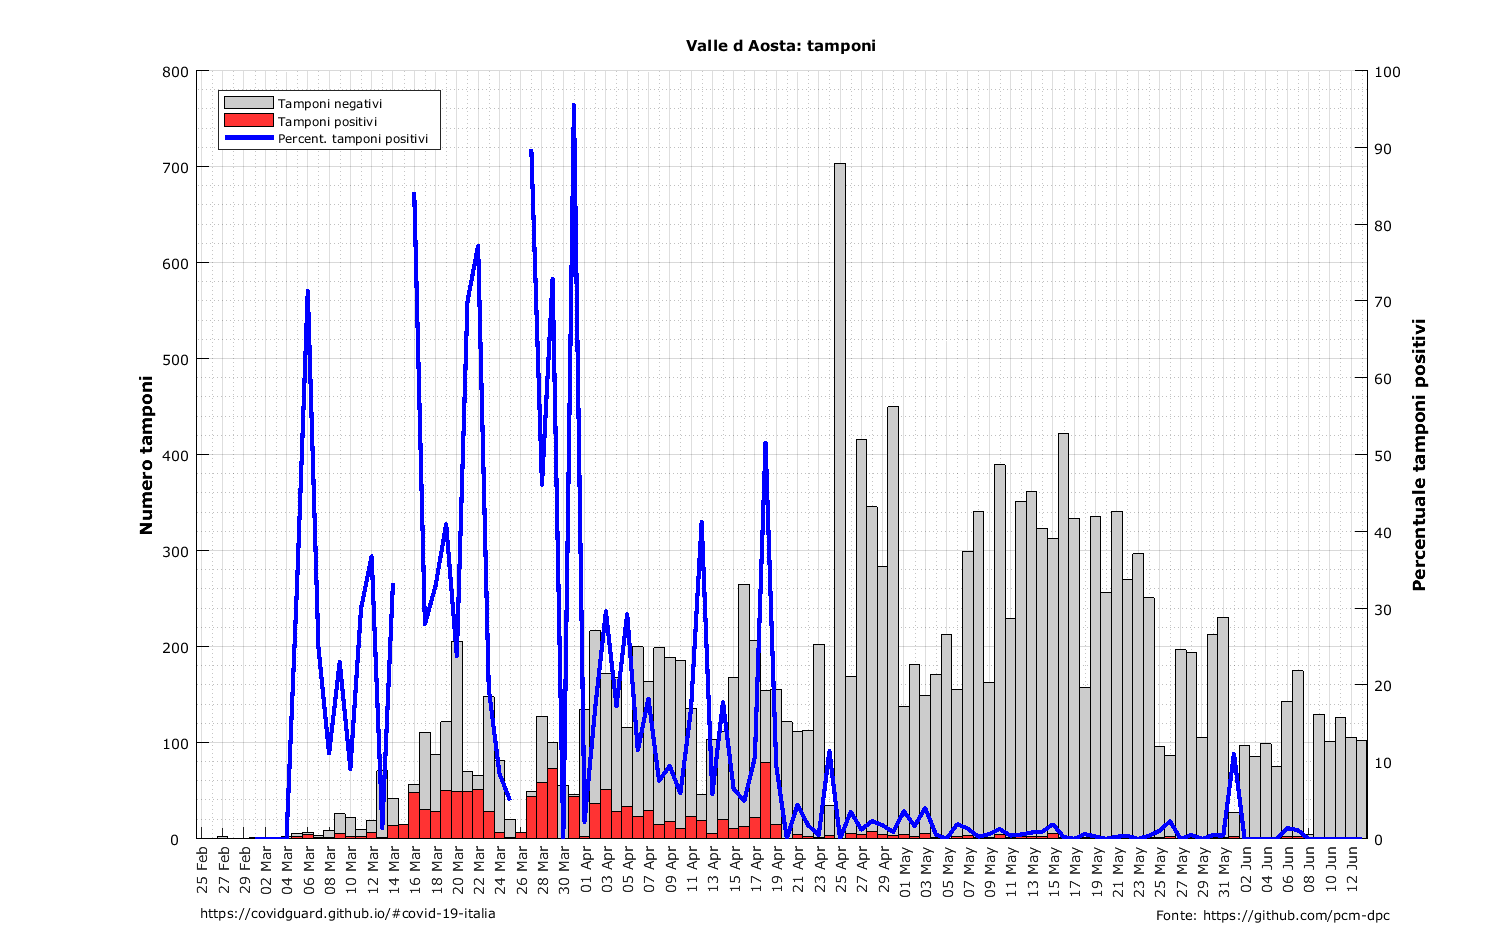 Valle d Aosta: tamponi
Tamponi negativi
Tamponi positivi
Percent. tamponi positivi
Numero tamponi
800
700
600
500
400
300
200
100
0
100
90
80
70
60
50
40
30
20
10
0
Percentuale tamponi positivi
25 Feb
27 Feb
29 Feb
02 Mar
04 Mar
06 Mar
08 Mar
10 Mar
12 Mar
14 Mar
16 Mar
18 Mar
20 Mar
22 Mar
24 Mar
26 Mar
28 Mar
30 Mar
01 Apr
03 Apr
05 Apr
07 Apr
09 Apr
11 Apr
13 Apr
15 Apr
17 Apr
19 Apr
21 Apr
23 Apr
25 Apr
27 Apr
29 Apr
01 May
03 May
05 May
07 May
09 May
11 May
13 May
15 May
17 May
19 May
21 May
23 May
25 May
27 May
29 May
31 May
02 Jun
04 Jun
06 Jun
08 Jun
10 Jun
12 Jun
https://covidguard.github.io/#covid-19-italia
Fonte: https://github.com/pcm-dpc